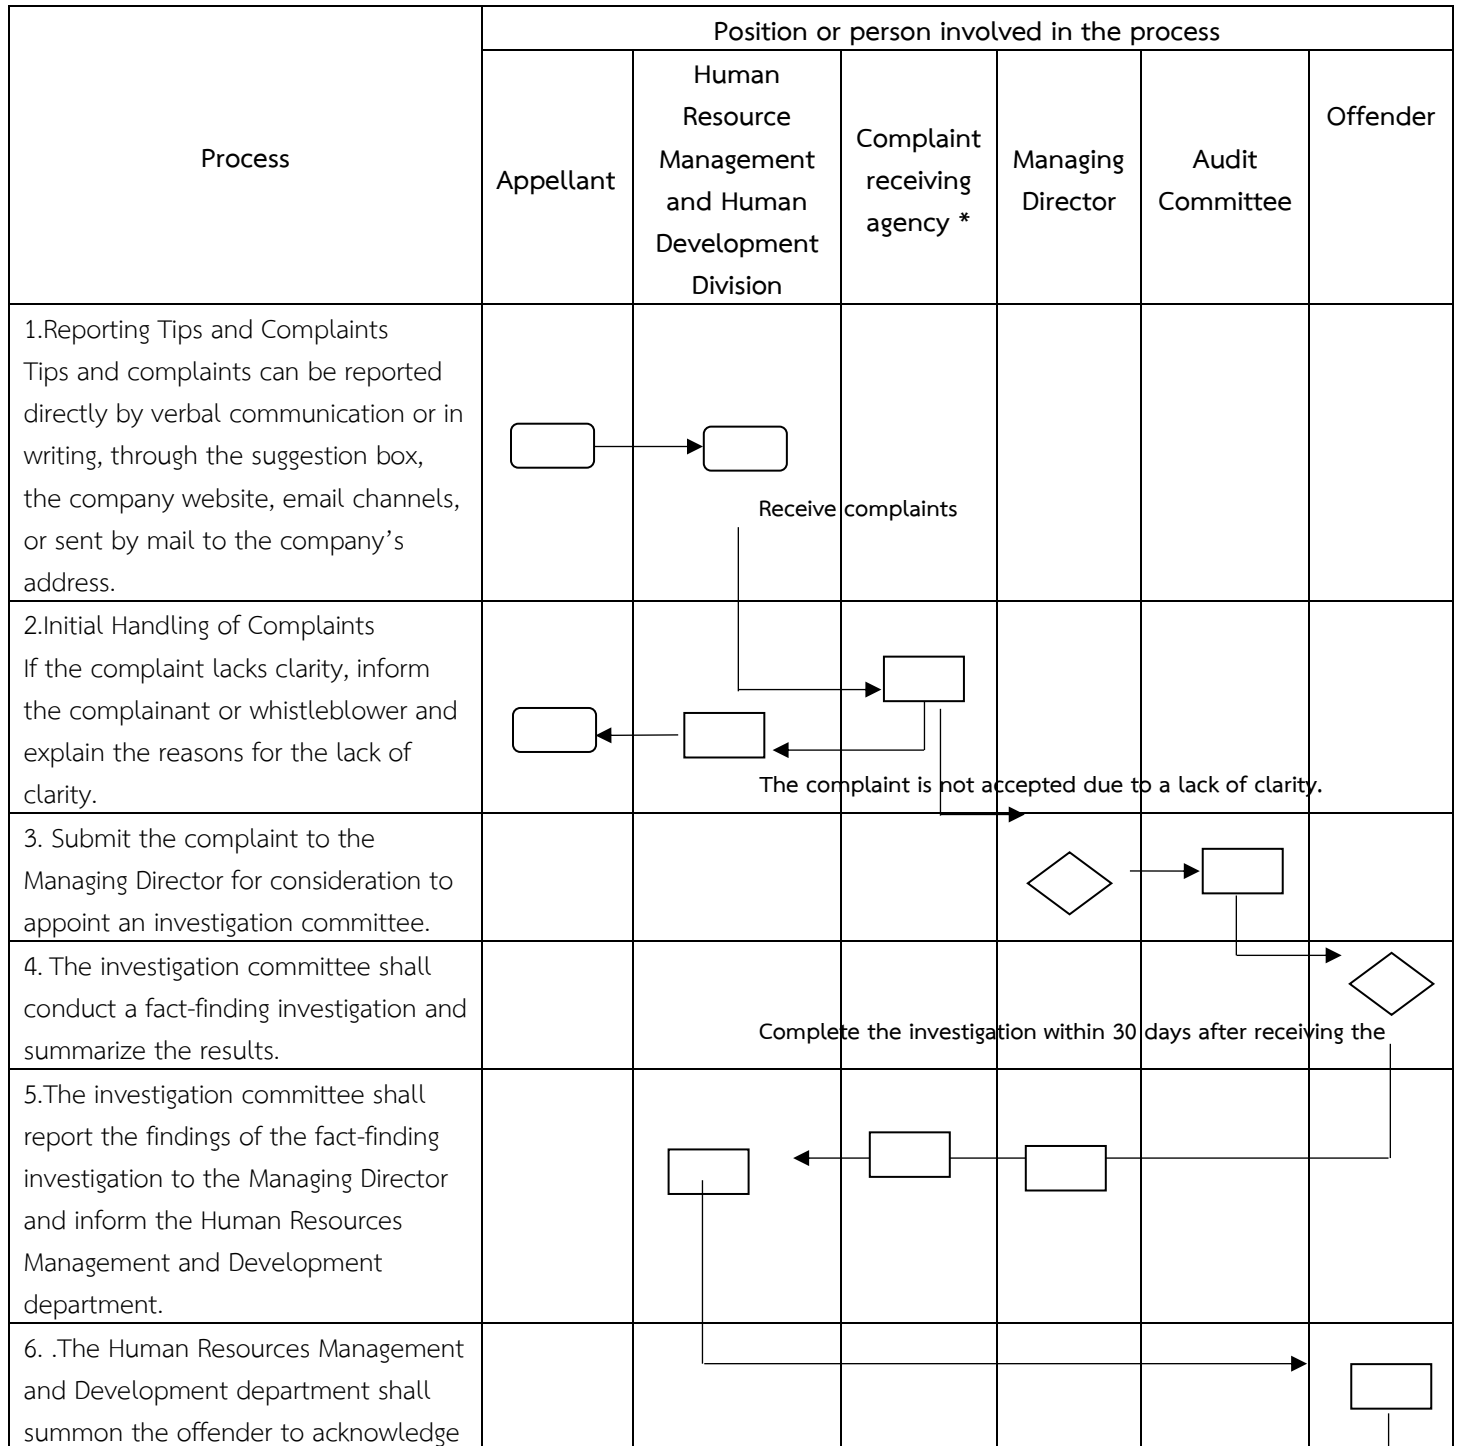 Position or person involved in the process
Process
Appellant
Human
Resource
Management
and Human
Development
Division
Complaint
receiving
agency *
Managing
Director
Audit
Committee
Offender
1.Reporting Tips and Complaints
Tips and complaints can be reported
directly by verbal communication or in
writing, through the suggestion box,
the company website, email channels,
or sent by mail to the company’s
address.
Receive complaints
2.Initial Handling of Complaints
If the complaint lacks clarity, inform
the complainant or whistleblower and
explain the reasons for the lack of
clarity.
The complaint is not accepted due to a lack of clarity.
3. Submit the complaint to the
Managing Director for consideration to
appoint an investigation committee.
4. The investigation committee shall
conduct a fact-finding investigation and
summarize the results.
Complete the investigation within 30 days after receiving the
5.The investigation committee shall
report the findings of the fact-finding
investigation to the Managing Director
and inform the Human Resources
Management and Development
department.
6. .The Human Resources Management
and Development department shall
summon the offender to acknowledge